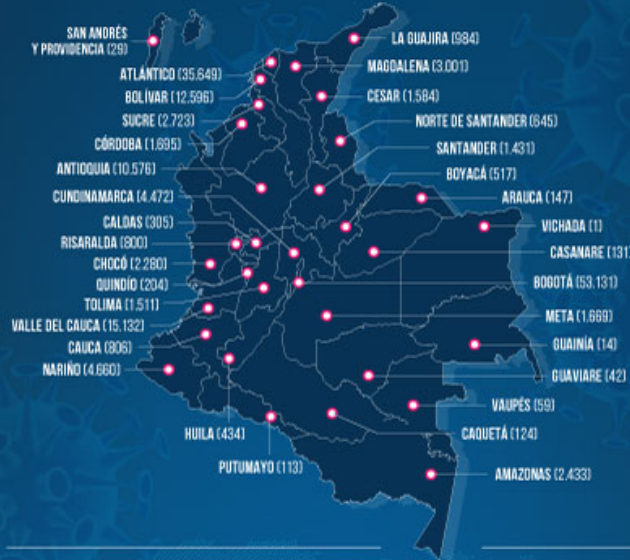 SAN ANDRÉS
Y PROVIDENCIA (29)
ATLÁNTICO (35.649)
BOLÍVAR (12.596)
SUCRE (2.723)
CÓRDOBA (1.695)
ANTIOQUIA (10.576)
CUNDINAMARCA (4.472)
CALDAS (305)
RISARALDA (800)
CHOCÓ (2.280)
QUINDÍO (204)
TOLIMA (1.511)
VALLE DEL CAUCA (15.132)
CAUCA (806)
NARIÑO (4.660)
HUILA (434)
PUTUMAYO (113)
LA GUAJIRA (984)
MAGDALENA (3.001)
CESAR (1.584)
NORTE DE SANTANDER (645)
SANTANDER (1.431)
BOYACÁ (517)
ARAUCA (147)
VICHADA (1)
CASANARE (131)
BOGOTÁ (53.131)
META (1.669)
GUAINÍA (14)
GUAVIARE (42)
VAUPÉS (59)
CAQUETÁ (124)
AMAZONAS (2.433)